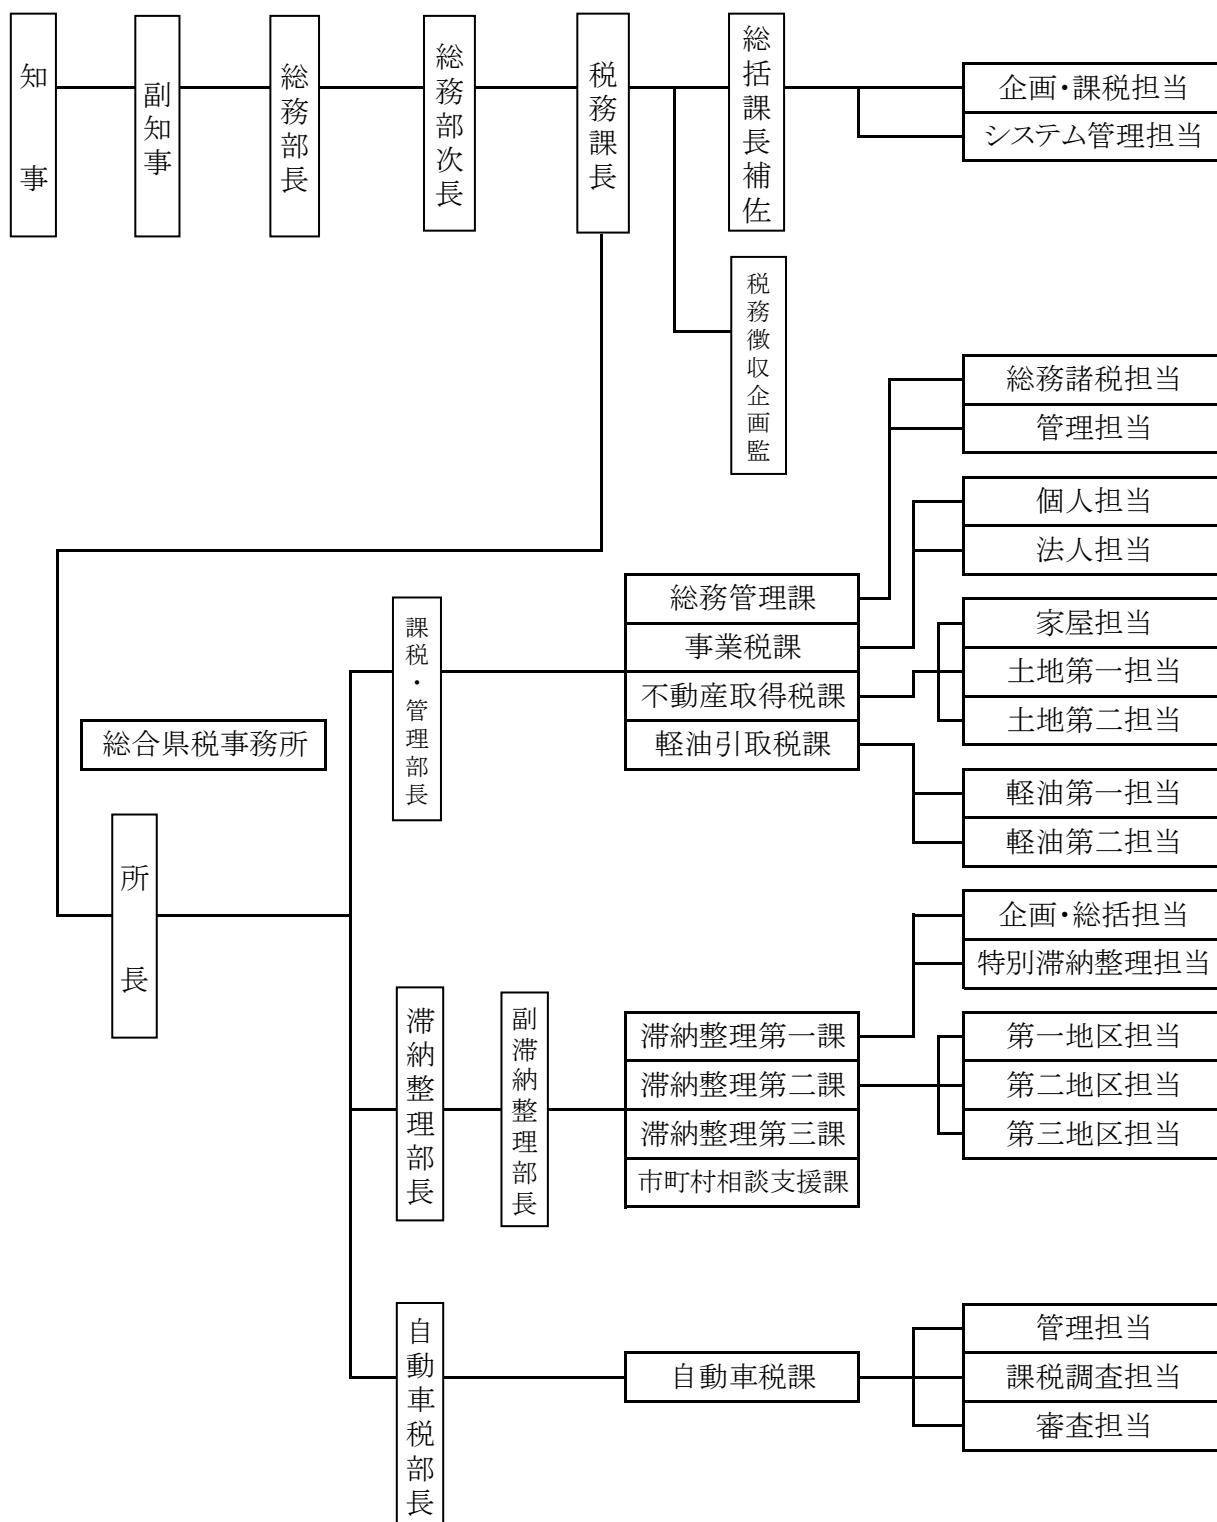 知事
副知事
総務部長
総務部次長
税務課長
総括課長補佐
企画・課税担当
システム管理担当
税務徴収企画監
総務諸税担当
管理担当
個人担当
法人担当
総務管理課
事業税課
不動産取得税課
軽油引取税課
課税・管理部長
家屋担当
土地第一担当
土地第二担当
総合県税事務所
軽油第一担当
軽油第二担当
所長
企画・総括担当
特別滞納整理担当
滞納整理部長
副滞納整理部長
滞納整理第一課
滞納整理第二課
滞納整理第三課
市町村相談支援課
第一地区担当
第二地区担当
第三地区担当
自動車税部長
自動車税課
管理担当
課税調査担当
審査担当